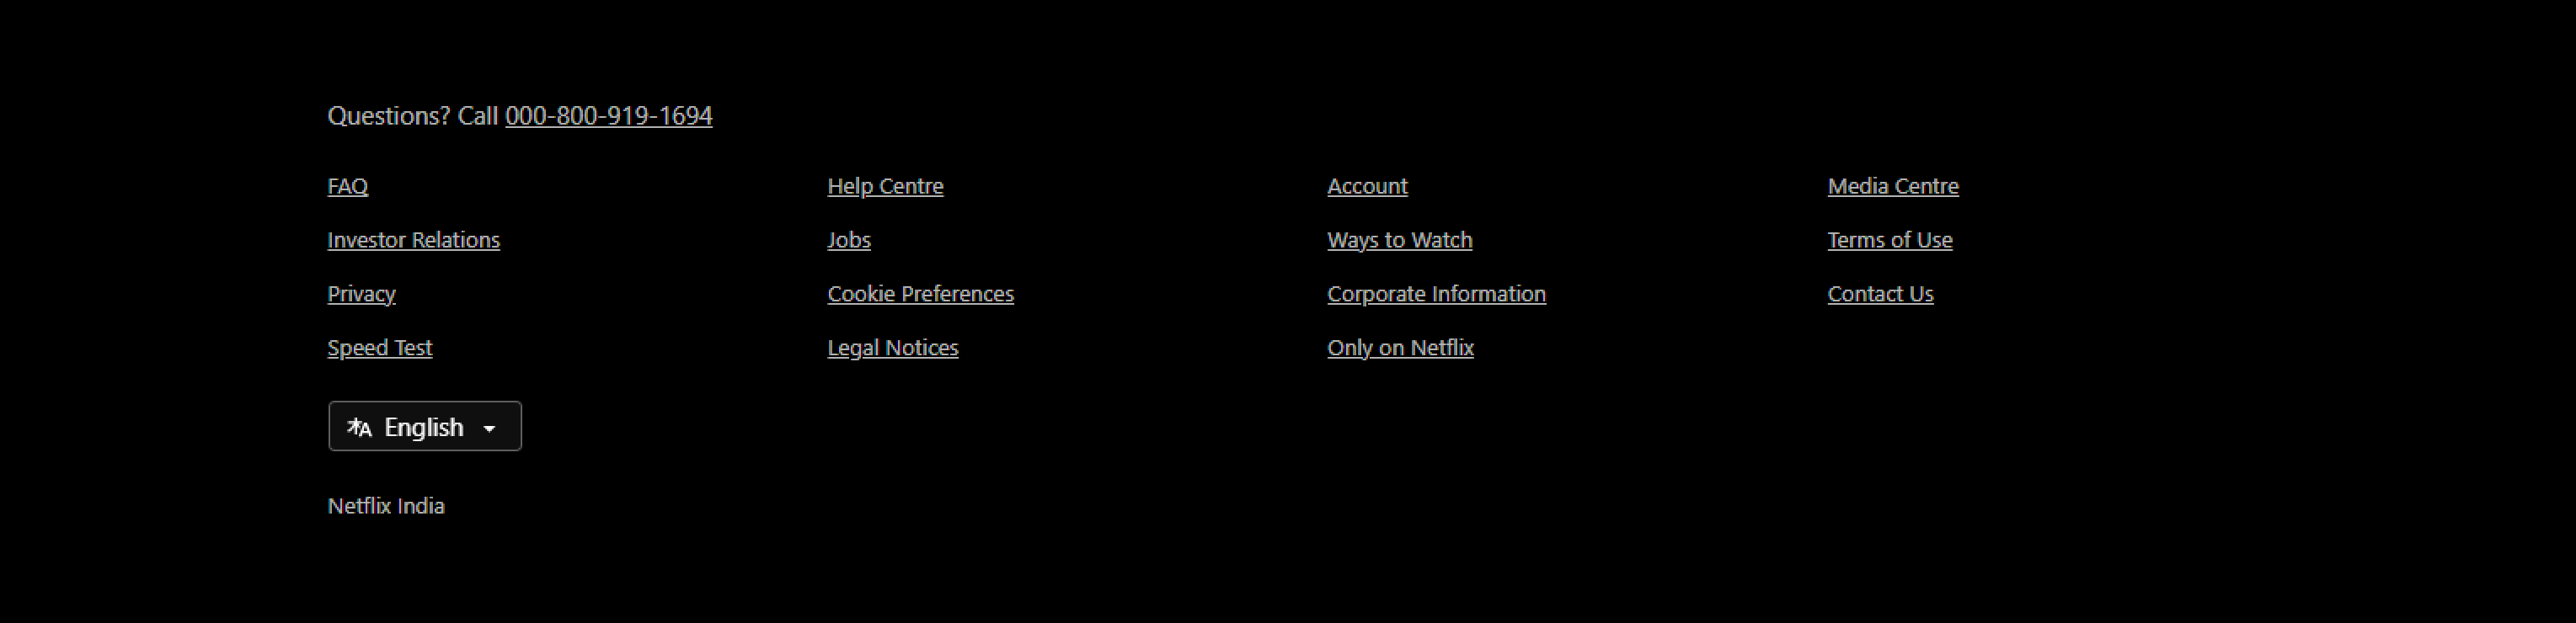 Questions? Call 000-800-919-1694
FAQ Help Centre Account Media Centre
Investor Relations Jobs Ways to Watch Terms of Use
Privacy Cookie Preferences Corporate Information Contact Us
Speed Test Legal Notices Only on Netflix
English
Netflix India